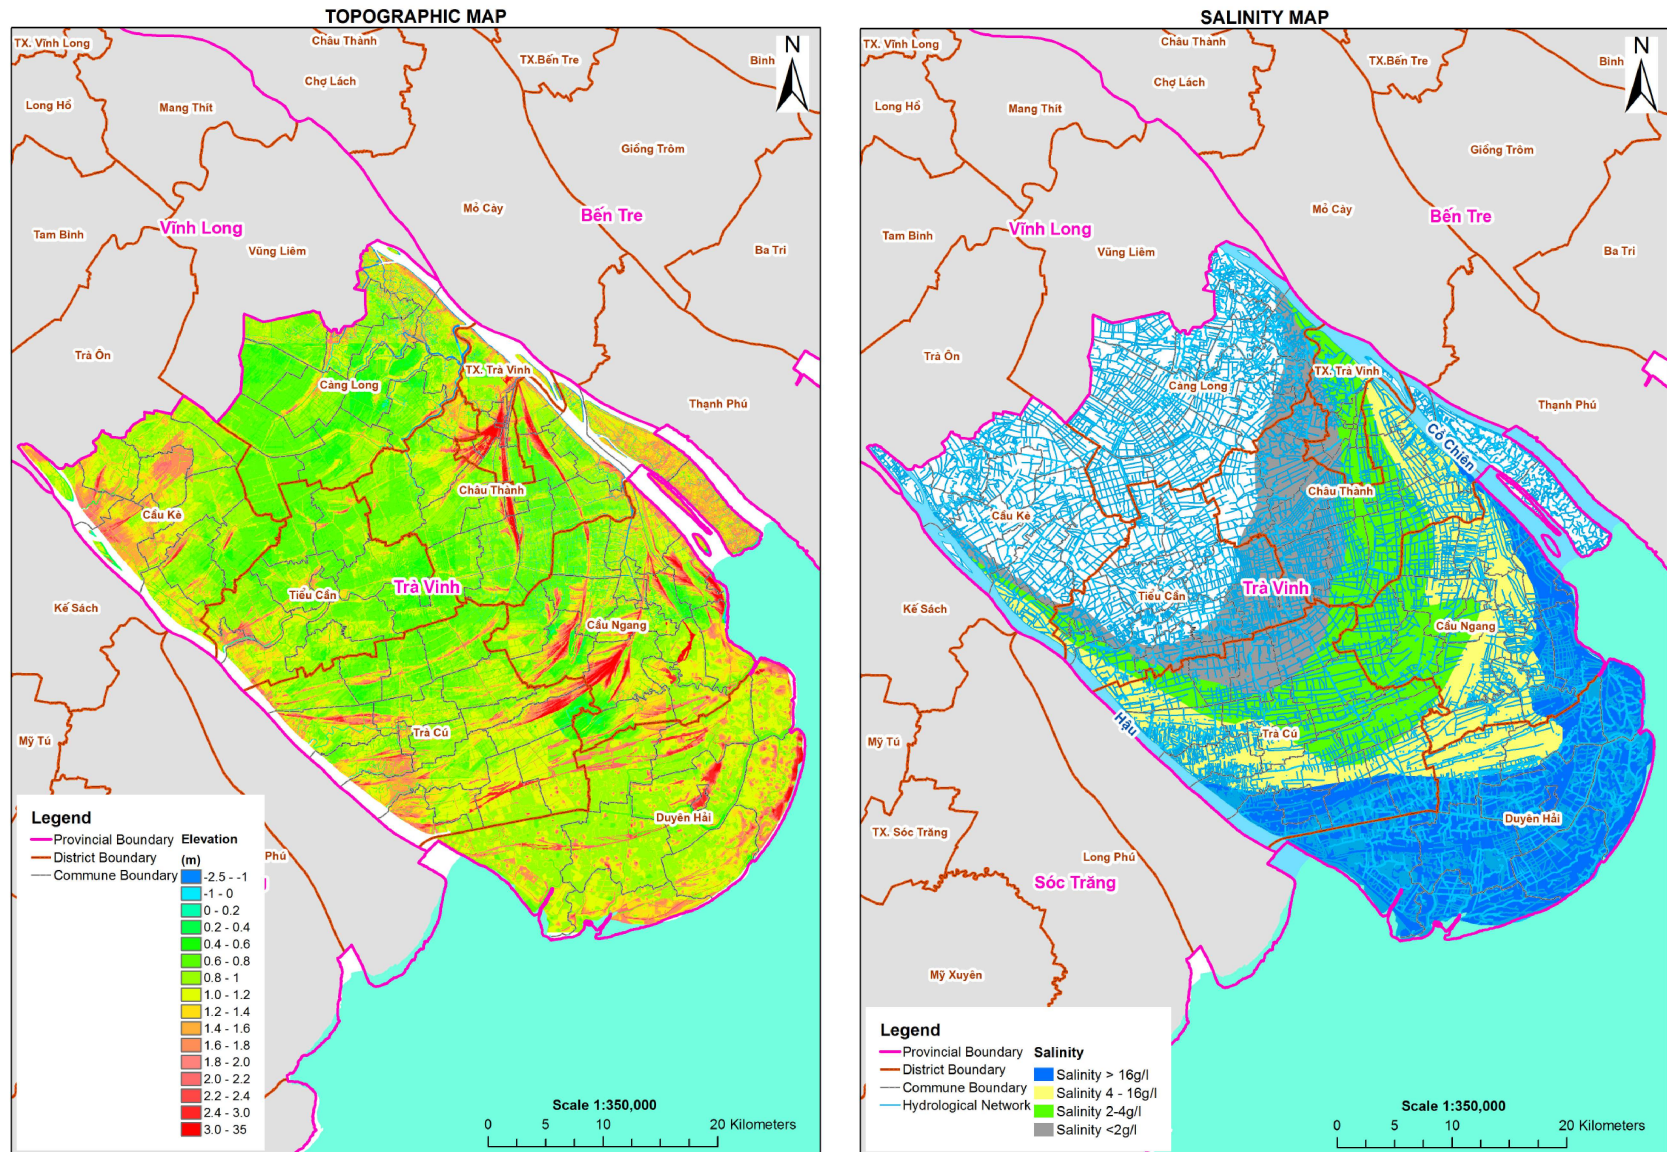 TOPOGRAPHIC MAP
TX. Vĩnh Long
Châu Thành
TX.Bến Tre
Bình
N
Long Hồ
Mang Thít
Chợ Lách
Giồng Trôm
Mỏ Cày
Bến Tre
Tam Bình
Vĩnh Long
Vũng Liêm
Ba Tri
Trà Ôn
Càng Long
TX. Trà Vinh
Thạnh Phú
Châu Thành
Cầu Kè
Tiểu Cần
Trà Vinh
Kế Sách
Cầu Ngang
Mỹ Tú
Trà Cú
Duyên Hải
Phú
g
Legend
Provincial Boundary
District Boundary
Commune Boundary
Elevation
(m)
-2.5 - -1
-1 - 0
0 - 0.2
0.2 - 0.4
0.4 - 0.6
0.6 - 0.8
0.8 - 1
1.0 - 1.2
1.2 - 1.4
1.4 - 1.6
1.6 - 1.8
1.8 - 2.0
2.0 - 2.2
2.2 - 2.4
2.4 - 3.0
3.0 - 35
Scale 1:350,000
0 5 10 20 Kilometers
SALINITY MAP
TX. Vĩnh Long
Châu Thành
TX.Bến Tre
Bình
N
Long Hồ
Mang Thít
Chợ Lách
Giồng Trôm
Mỏ Cày
Bến Tre
Tam Bình
Vĩnh Long
Vũng Liêm
Ba Tri
Trà Ôn
Càng Long
TX. Trà Vinh
Thạnh Phú
Cổ Chiên
Châu Thành
Cầu Kè
Tiểu Cần
Trà Vinh
Kế Sách
Cầu Ngang
Hậu
Mỹ Tú
Trà Cú
Duyên Hải
TX. Sóc Trăng
Long Phú
Sóc Trăng
Mỹ Xuyên
Legend
Provincial Boundary
District Boundary
Commune Boundary
Hydrological Network
Salinity
Salinity > 16g/l
Salinity 4 - 16g/l
Salinity 2-4g/l
Salinity <2g/l
Scale 1:350,000
0 5 10 20 Kilometers